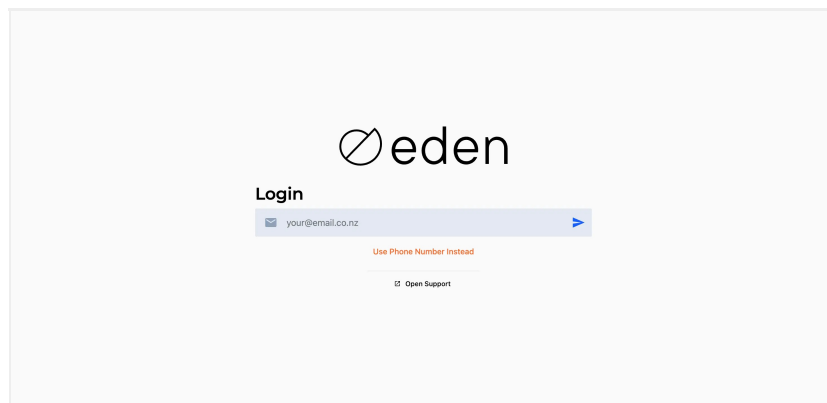 eden
Login
your@email.co.nz
Use Phone Number Instead
Open Support